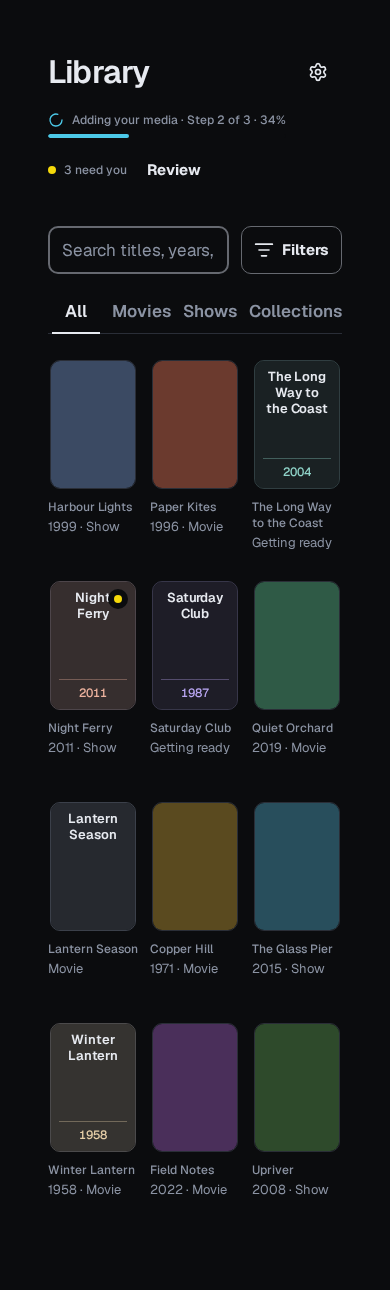 Library
Adding your media · Step 2 of 3 · 34%
3 need you Review
Search titles, years,
Filters
All Movies Shows Collections
The Long
Way to
the Coast
2004
Harbour Lights
1999 · Show
Paper Kites
1996 · Movie
The Long Way
to the Coast
Getting ready
Night
Ferry
2011
Saturday
Club
1987
Night Ferry
2011 · Show
Saturday Club
Getting ready
Quiet Orchard
2019 · Movie
Lantern
Season
Lantern Season
Movie
Copper Hill
1971 · Movie
The Glass Pier
2015 · Show
Winter
Lantern
1958
Winter Lantern
1958 · Movie
Field Notes
2022 · Movie
Upriver
2008 · Show